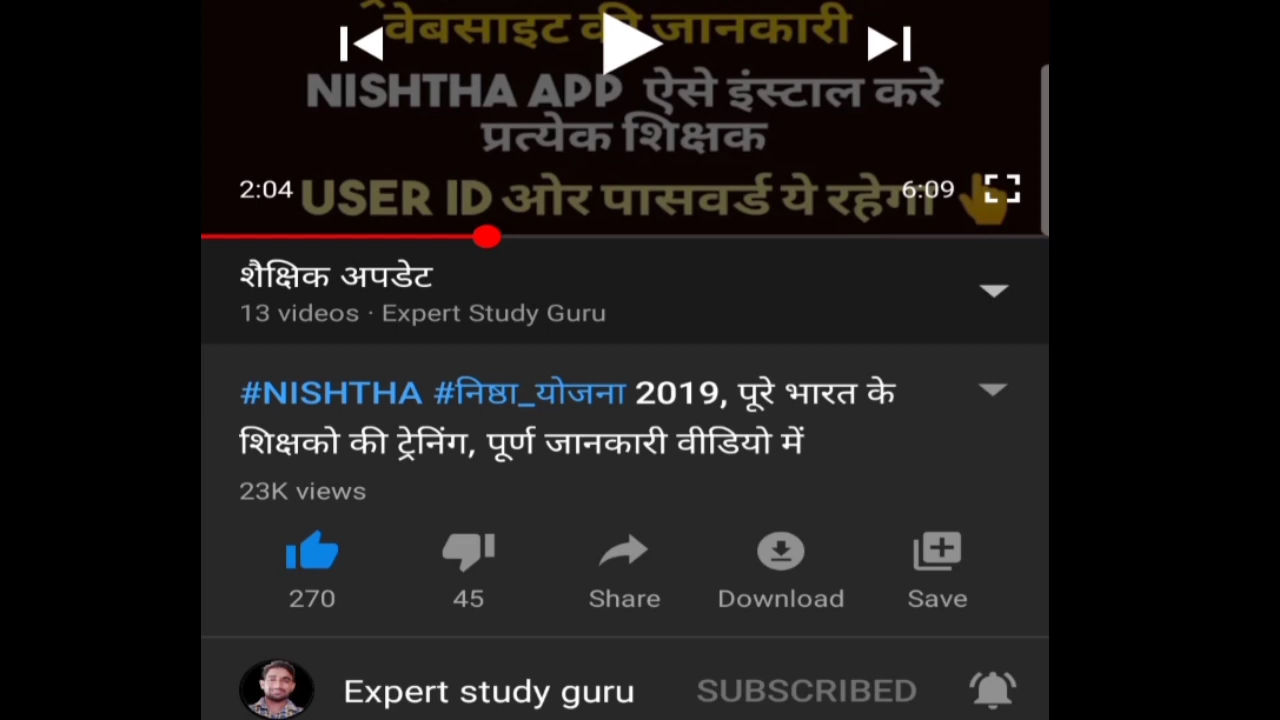 वेबसाइट की जानकारी
NISHTHA APP ऐसे इंस्टाल करे
प्रत्येक शिक्षक
2:04
USER ID ओर पासवर्ड ये रहेगा
6:09
शैक्षिक अपडेट
13 videos · Expert Study Guru
#NISHTHA #निष्ठा_योजना 2019, पूरे भारत के
शिक्षको की ट्रेनिंग, पूर्ण जानकारी वीडियो में
23K views
270 45 Share Download Save
Expert study guru SUBSCRIBED